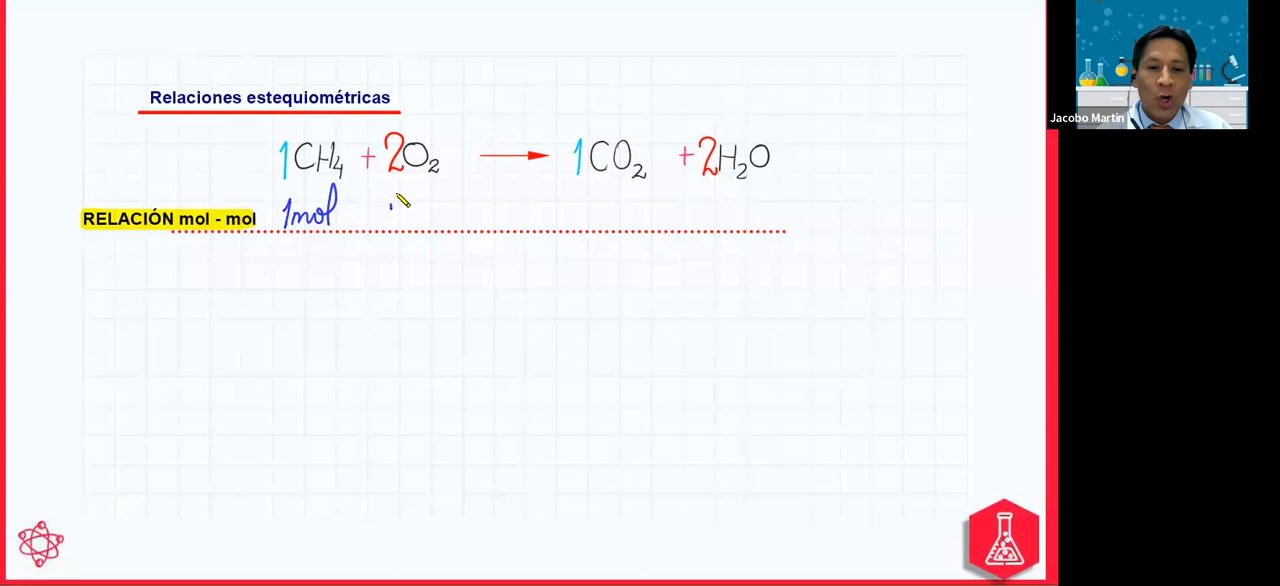 Relaciones estequiométricas
1CH₄ + 2O₂ → 1CO₂ + 2H₂O
RELACIÓN mol - mol 1mol
Jacobo Martin